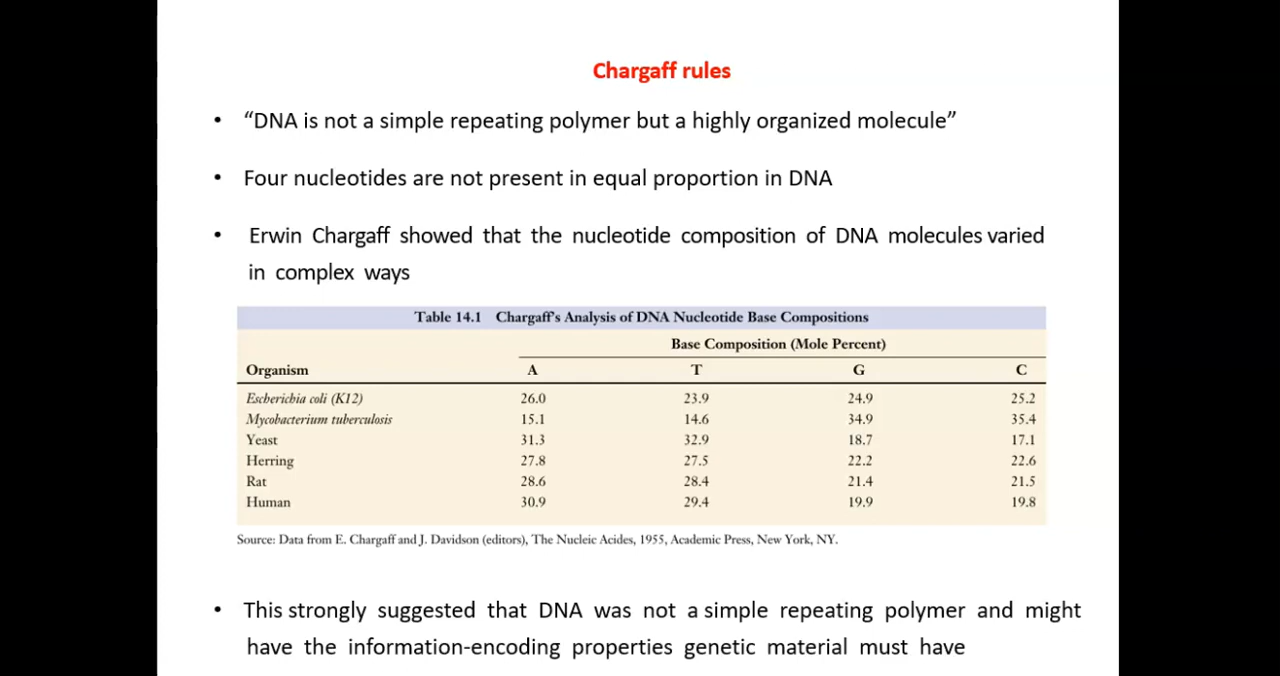 Chargaff rules
• “DNA is not a simple repeating polymer but a highly organized molecule”
• Four nucleotides are not present in equal proportion in DNA
• Erwin Chargaff showed that the nucleotide composition of DNA molecules varied
in complex ways
Table 14.1 Chargaff's Analysis of DNA Nucleotide Base Compositions
Base Composition (Mole Percent)
Organism A T G C
Escherichia coli (K12) 26.0 23.9 24.9 25.2
Mycobacterium tuberculosis 15.1 14.6 34.9 35.4
Yeast 31.3 32.9 18.7 17.1
Herring 27.8 27.5 22.2 22.6
Rat 28.6 28.4 21.4 21.5
Human 30.9 29.4 19.9 19.8
Source: Data from E. Chargaff and J. Davidson (editors), The Nucleic Acides, 1955, Academic Press, New York, NY.
• This strongly suggested that DNA was not a simple repeating polymer and might
have the information-encoding properties genetic material must have